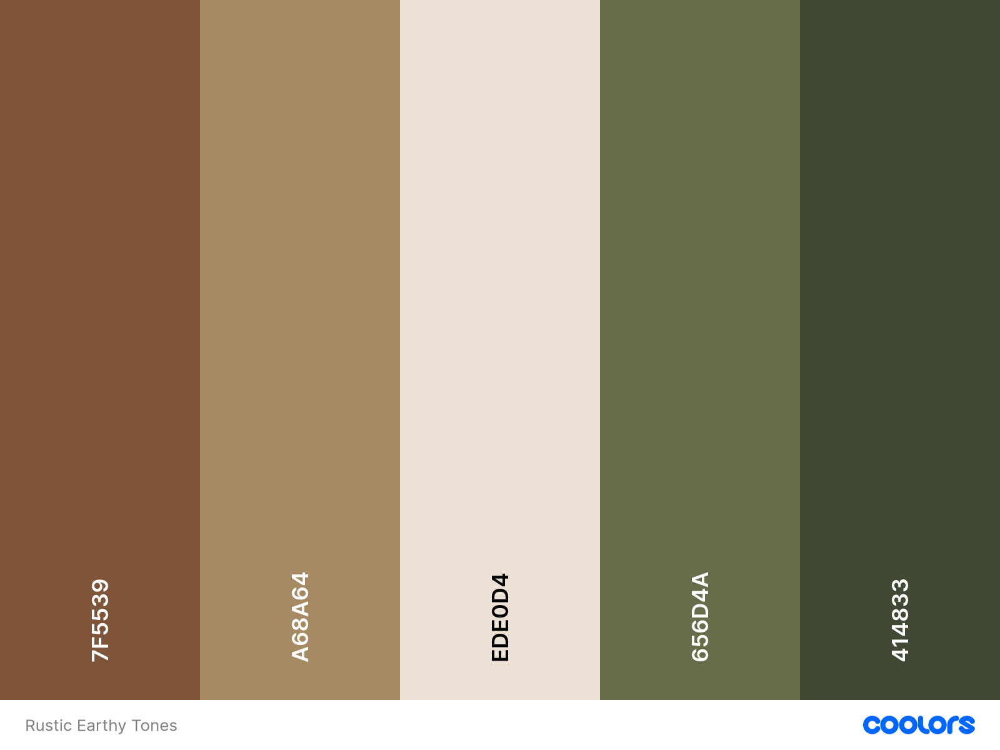 7F5539
A68A64
EDE0D4
656D4A
414833
Rustic Earthy Tones
coolors